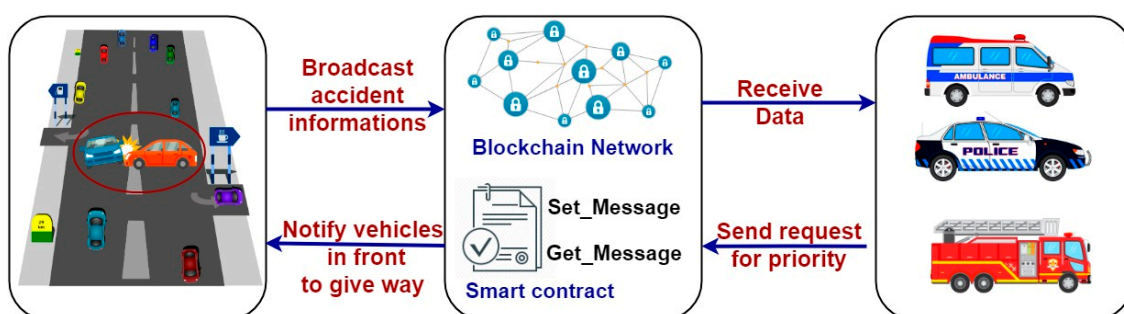 Broadcast
accident
informations
Notify vehicles
in front
to give way
Blockchain Network
Set_Message
Get_Message
Smart contract
Receive
Data
Send request
for priority
AMBULANCE
POLICE